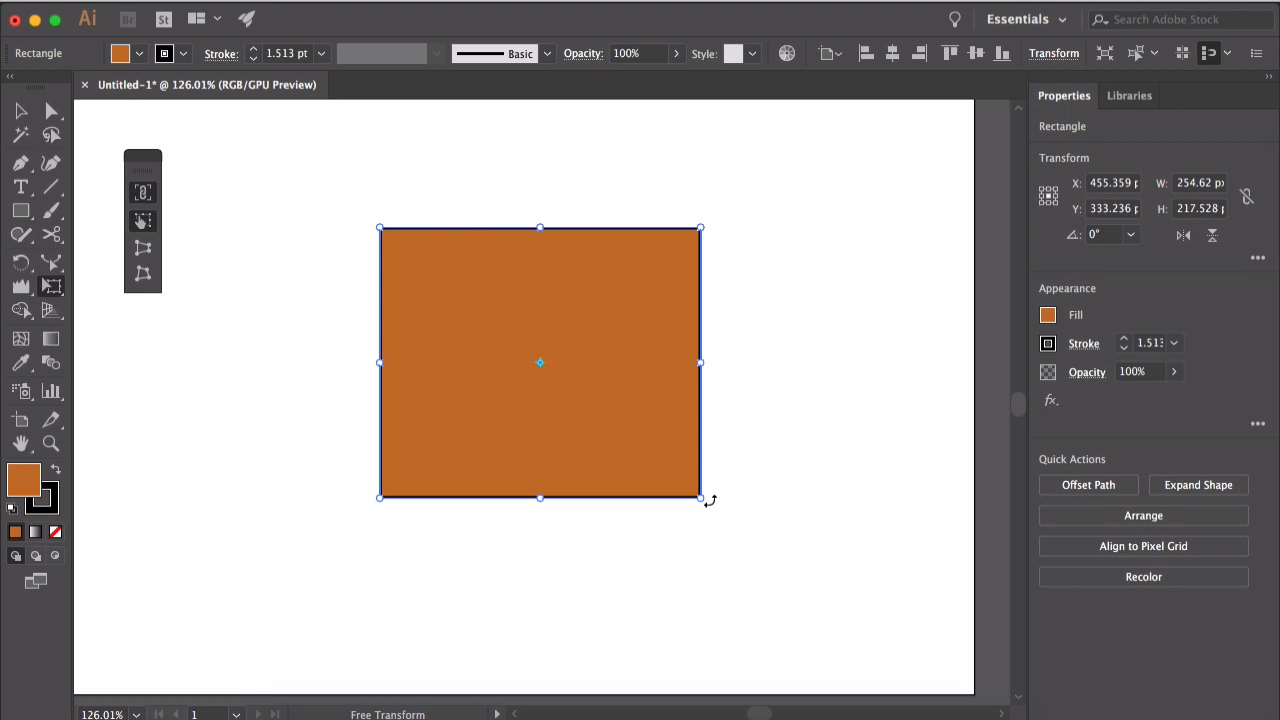 Ai Br St Essentials Search Adobe Stock
Rectangle Stroke: 1.513 pt Basic Opacity: 100% Style: Transform
× Untitled-1* @ 126.01% (RGB/GPU Preview)
Properties Libraries
Rectangle
Transform
X: 455.359 p W: 254.62 px
Y: 333.236 p H: 217.528
0°
Appearance
Fill
Stroke 1.513
Opacity 100%
fx.
Quick Actions
Offset Path Expand Shape
Arrange
Align to Pixel Grid
Recolor
126.01% 1 Free Transform